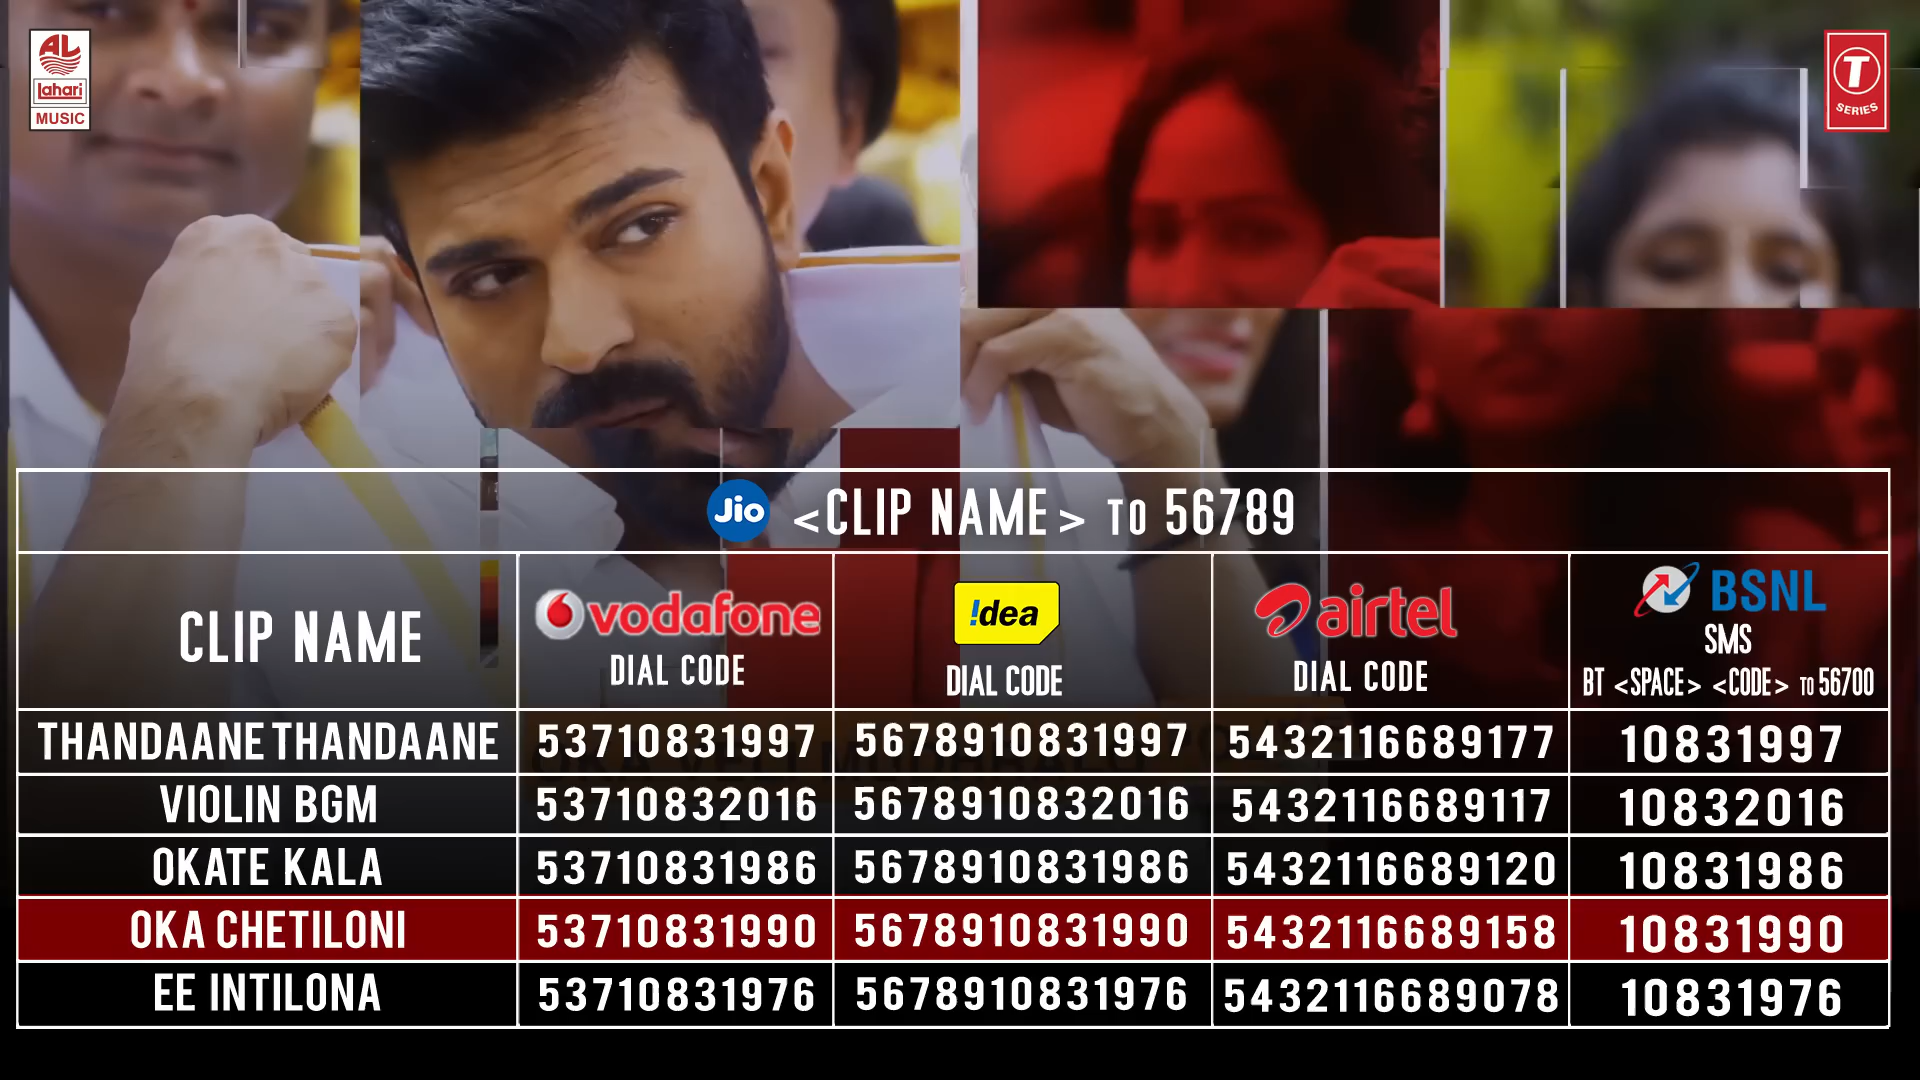 AL
lahari
MUSIC
T
SERIES
Jio <CLIP NAME> TO 56789
CLIP NAME
vodafone
DIAL CODE
!dea
DIAL CODE
airtel
DIAL CODE
BSNL
SMS
BT <SPACE> <CODE> TO 56700
THANDAANE THANDAANE 53710831997 5678910831997 5432116689177 10831997
VIOLIN BGM 53710832016 5678910832016 5432116689117 10832016
OKATE KALA 53710831986 5678910831986 5432116689120 10831986
OKA CHETILONI 53710831990 5678910831990 5432116689158 10831990
EE INTILONA 53710831976 5678910831976 5432116689078 10831976